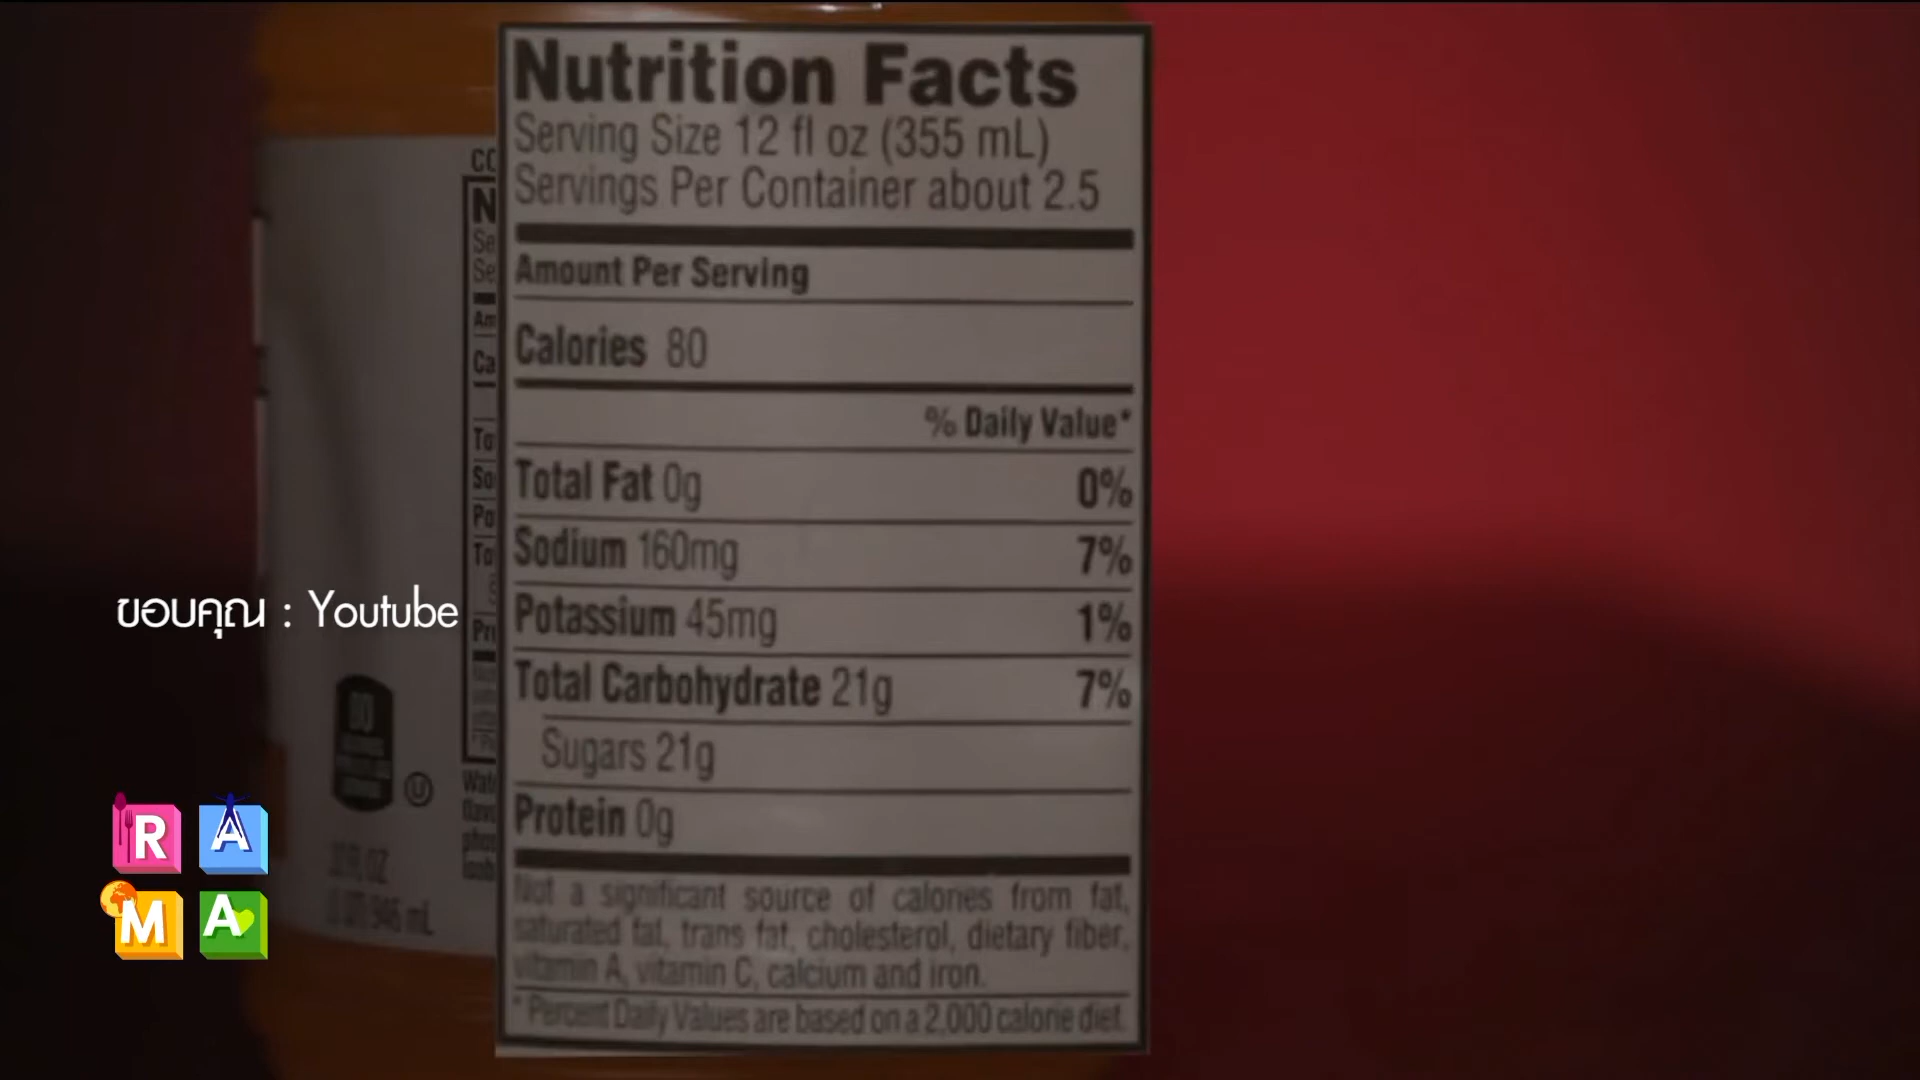 Nutrition Facts
Serving Size 12 fl oz (355 mL)
Servings Per Container about 2.5
Amount Per Serving
Calories 80
% Daily Value*
Total Fat 0g 0%
Sodium 160mg 7%
Potassium 45mg 1%
Total Carbohydrate 21g 7%
Sugars 21g
Protein 0g
Not a significant source of calories from fat,
saturated fat, trans fat, cholesterol, dietary fiber,
vitamin A, vitamin C, calcium and iron.
* Percent Daily Values are based on a 2,000 calorie diet.
ขอบคุณ : Youtube
RA
MA